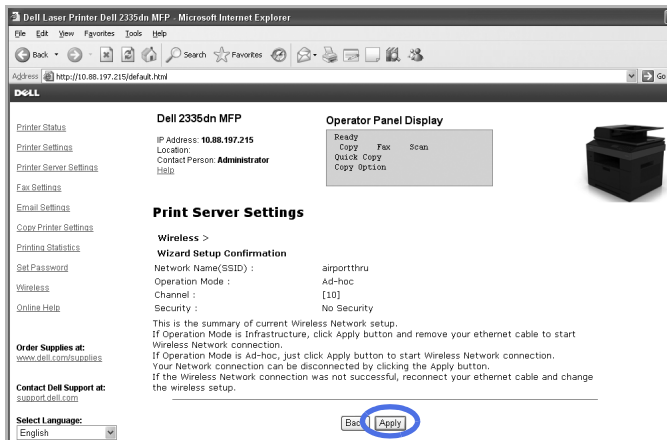 Dell Laser Printer Dell 2335dn MFP - Microsoft Internet Explorer
File Edit View Favorites Tools Help
Back Search Favorites
Address http://10.88.197.215/default.html Go
DELL
Printer Status
Printer Settings
Printer Server Settings
Fax Settings
Email Settings
Copy Printer Settings
Printing Statistics
Set Password
Wireless
Online Help
Order Supplies at:
www.dell.com/supplies
Contact Dell Support at:
support.dell.com
Select Language:
English
Dell 2335dn MFP
IP Address: 10.88.197.215
Location:
Contact Person: Administrator
Help
Operator Panel Display
Ready
Copy Fax Scan
Quick Copy
Copy Option
Print Server Settings
Wireless >
Wizard Setup Confirmation
Network Name(SSID) : airportthru
Operation Mode : Ad-hoc
Channel : [10]
Security : No Security
This is the summary of current Wireless Network setup.
If Operation Mode is Infrastructure, click Apply button and remove your ethernet cable to start
Wireless Network connection.
If Operation Mode is Ad-hoc, just click Apply button to start Wireless Network connection.
Your Network connection can be disconnected by clicking the Apply button.
If the Wireless Network connection was not successful, reconnect your ethernet cable and change
the wireless setup.
Back Apply